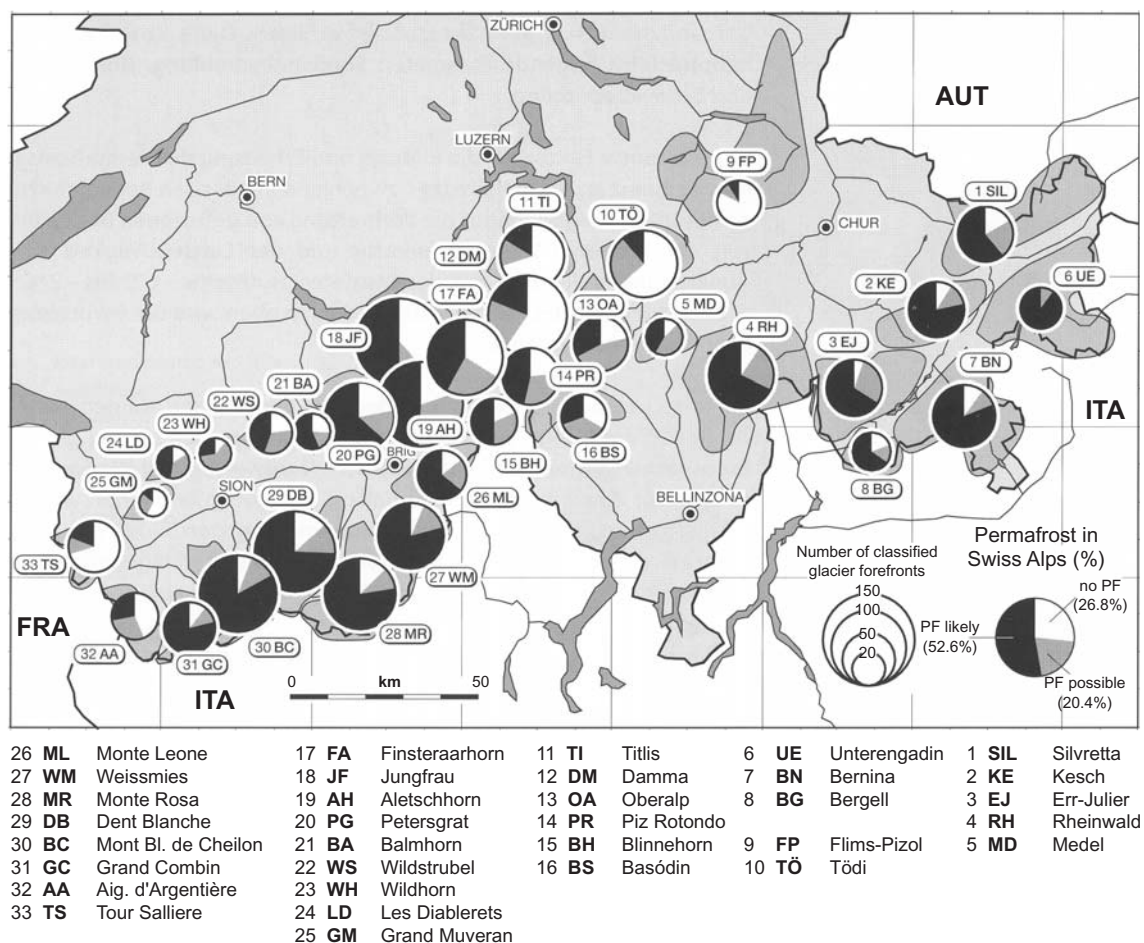 ZÜRICH
AUT
LUZERN
BERN
9 FP
1 SIL
11 TI
10 TÖ
CHUR
12 DM
2 KE
6 UE
17 FA
13 OA
5 MD
18 JF
4 RH
3 EJ
7 BN
14 PR
21 BA
22 WS
ITA
23 WH
19 AH
24 LD
20 PG
BRIG
16 BS
15 BH
25 GM
SION
8 BG
26 ML
29 DB
BELLINZONA
33 TS
27 WM
FRA
28 MR
30 BC
32 AA
31 GC
ITA
0 km 50
Number of classified
glacier forefronts
150
100
50
20
Permafrost in
Swiss Alps (%)
no PF
(26.8%)
PF likely
(52.6%)
PF possible
(20.4%)
26 ML Monte Leone
27 WM Weissmies
28 MR Monte Rosa
29 DB Dent Blanche
30 BC Mont Bl. de Cheilon
31 GC Grand Combin
32 AA Aig. d'Argentière
33 TS Tour Salliere
17 FA Finsteraarhorn
18 JF Jungfrau
19 AH Aletschhorn
20 PG Petersgrat
21 BA Balmhorn
22 WS Wildstrubel
23 WH Wildhorn
24 LD Les Diablerets
25 GM Grand Muveran
11 TI Titlis
12 DM Damma
13 OA Oberalp
14 PR Piz Rotondo
15 BH Blinnehorn
16 BS Basódin
6 UE Unterengadin
7 BN Bernina
8 BG Bergell
9 FP Flims-Pizol
10 TÖ Tödi
1 SIL Silvretta
2 KE Kesch
3 EJ Err-Julier
4 RH Rheinwald
5 MD Medel